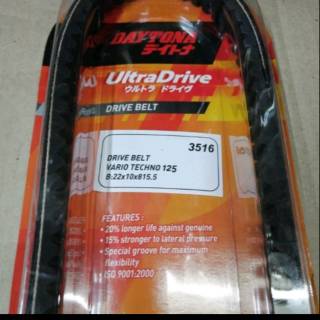 DAYTONA
デイトナ
UltraDrive
ウルトラ ドライヴ
DRIVE BELT
3516
DRIVE BELT
VARIO TECHNO 125
B:22x10x815.5
FEATURES :
• 20% longer life against genuine
• 15% stronger to lateral pressure
• Special groove for maximum
flexibility
• ISO 9001:2000